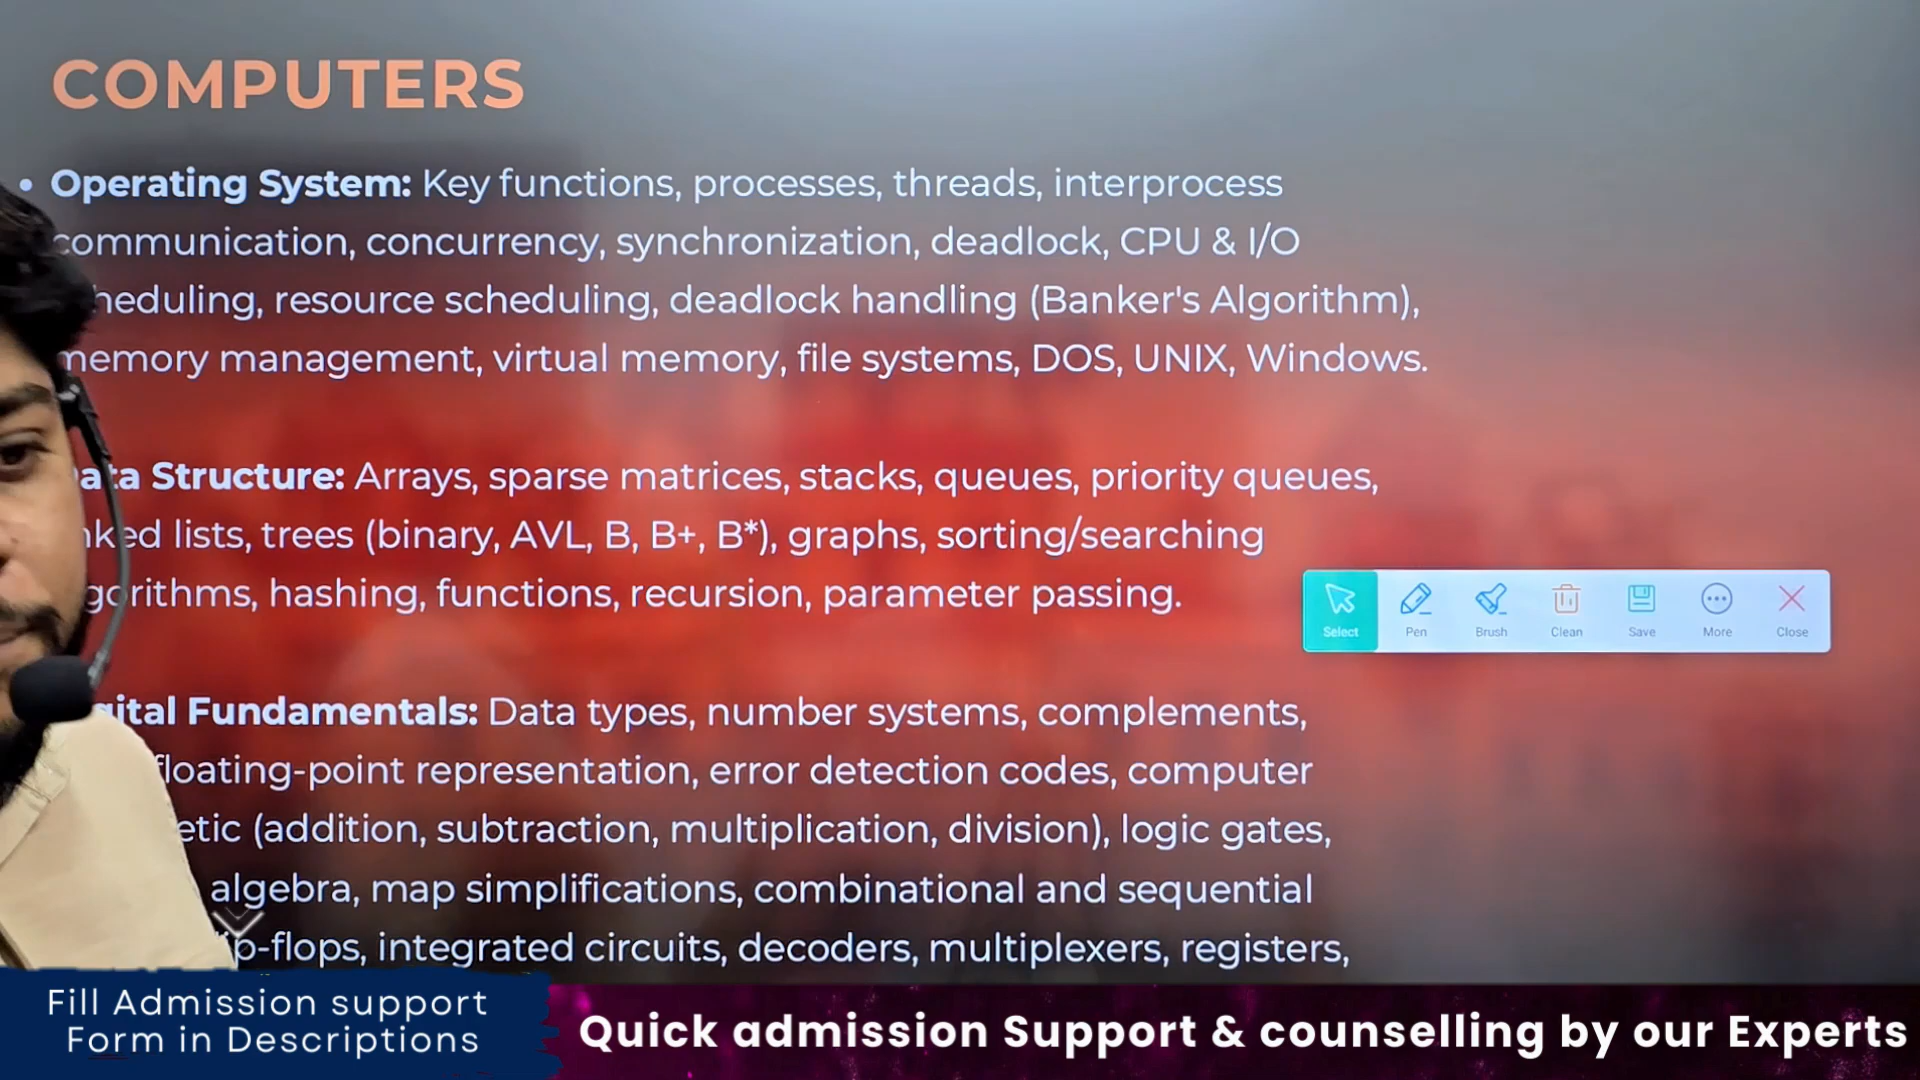 COMPUTERS
• Operating System: Key functions, processes, threads, interprocess
communication, concurrency, synchronization, deadlock, CPU & I/O
heduling, resource scheduling, deadlock handling (Banker's Algorithm),
memory management, virtual memory, file systems, DOS, UNIX, Windows.
ata Structure: Arrays, sparse matrices, stacks, queues, priority queues,
nked lists, trees (binary, AVL, B, B+, B*), graphs, sorting/searching
gorithms, hashing, functions, recursion, parameter passing.
Select
Pen
Brush
Clean
Save
More
Close
gital Fundamentals: Data types, number systems, complements,
floating-point representation, error detection codes, computer
etic (addition, subtraction, multiplication, division), logic gates,
algebra, map simplifications, combinational and sequential
ip-flops, integrated circuits, decoders, multiplexers, registers,
Fill Admission support
Form in Descriptions
Quick admission Support & counselling by our Experts